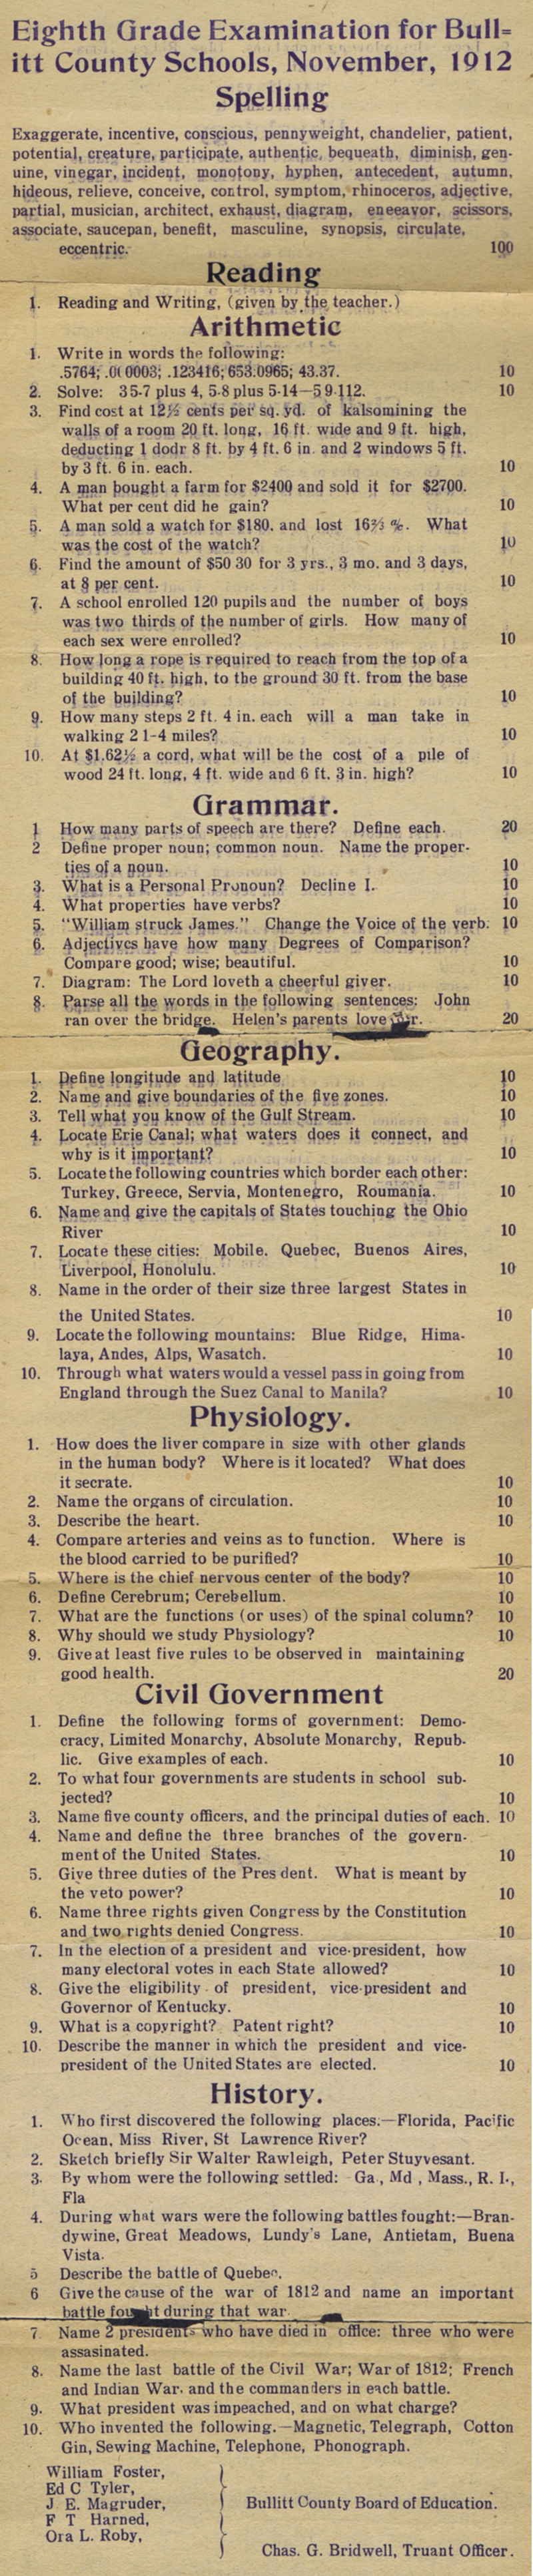 Eighth Grade Examination for Bull=
itt County Schools, November, 1912
Spelling
Exaggerate, incentive, conscious, pennyweight, chandelier, patient,
potential, creature, participate, authentic, bequeath, diminish, gen-
uine, vinegar, incident, monotony, hyphen, antecedent, autumn,
hideous, relieve, conceive, control, symptom, rhinoceros, adjective,
partial, musician, architect, exhaust, diagram, eneeavor, scissors,
associate, saucepan, benefit, masculine, synopsis, circulate,
eccentric. 100
Reading
1. Reading and Writing, (given by the teacher.)
Arithmetic
1. Write in words the following:
.5764; .000003; .123416; 653.0965; 43.37. 10
2. Solve: 35-7 plus 4, 5-8 plus 5-14—59-112. 10
3. Find cost at 12½ cents per sq. yd. of kalsomining the
walls of a room 20 ft. long, 16 ft. wide and 9 ft. high,
deducting 1 dodr 8 ft. by 4 ft. 6 in. and 2 windows 5 ft.
by 3 ft. 6 in. each. 10
4. A man bought a farm for $2400 and sold it for $2700.
What per cent did he gain? 10
5. A man sold a watch for $180, and lost 16⅔ %. What
was the cost of the watch? 10
6. Find the amount of $50 30 for 3 yrs., 3 mo. and 3 days,
at 8 per cent. 10
7. A school enrolled 120 pupils and the number of boys
was two thirds of the number of girls. How many of
each sex were enrolled? 10
8. How long a rope is required to reach from the top of a
building 40 ft. high, to the ground 30 ft. from the base
of the building? 10
9. How many steps 2 ft. 4 in. each will a man take in
walking 2 1-4 miles? 10
10. At $1.62½ a cord, what will be the cost of a pile of
wood 24 ft. long, 4 ft. wide and 6 ft. 3 in. high? 10
Grammar.
1 How many parts of speech are there? Define each. 20
2 Define proper noun; common noun. Name the proper-
ties of a noun. 10
3. What is a Personal Pronoun? Decline I. 10
4. What properties have verbs? 10
5. "William struck James." Change the Voice of the verb. 10
6. Adjectives have how many Degrees of Comparison?
Compare good; wise; beautiful. 10
7. Diagram: The Lord loveth a cheerful giver. 10
8. Parse all the words in the following sentences: John
ran over the bridge. Helen's parents love 20
Geography.
1. Define longitude and latitude 10
2. Name and give boundaries of the five zones. 10
3. Tell what you know of the Gulf Stream. 10
4. Locate Erie Canal; what waters does it connect, and
why is it important? 10
5. Locate the following countries which border each other:
Turkey, Greece, Servia, Montenegro, Roumania. 10
6. Name and give the capitals of States touching the Ohio
River 10
7. Locate these cities: Mobile, Quebec, Buenos Aires,
Liverpool, Honolulu. 10
8. Name in the order of their size three largest States in
the United States. 10
9. Locate the following mountains: Blue Ridge, Hima-
laya, Andes, Alps, Wasatch. 10
10. Through what waters would a vessel pass in going from
England through the Suez Canal to Manila? 10
Physiology.
1. How does the liver compare in size with other glands
in the human body? Where is it located? What does
it secrate. 10
2. Name the organs of circulation. 10
3. Describe the heart. 10
4. Compare arteries and veins as to function. Where is
the blood carried to be purified? 10
5. Where is the chief nervous center of the body? 10
6. Define Cerebrum; Cerebellum. 10
7. What are the functions (or uses) of the spinal column? 10
8. Why should we study Physiology? 10
9. Give at least five rules to be observed in maintaining
good health. 20
Civil Government
1. Define the following forms of government: Demo-
cracy, Limited Monarchy, Absolute Monarchy, Repub-
lic. Give examples of each. 10
2. To what four governments are students in school sub-
jected? 10
3. Name five county officers, and the principal duties of each. 10
4. Name and define the three branches of the govern-
ment of the United States. 10
5. Give three duties of the Pres dent. What is meant by
the veto power? 10
6. Name three rights given Congress by the Constitution
and two rights denied Congress. 10
7. In the election of a president and vice-president, how
many electoral votes in each State allowed? 10
8. Give the eligibility of president, vice-president and
Governor of Kentucky. 10
9. What is a copyright? Patent right? 10
10. Describe the manner in which the president and vice-
president of the United States are elected. 10
History.
1. Who first discovered the following places.—Florida, Pacific
Ocean, Miss River, St Lawrence River?
2. Sketch briefly Sir Walter Rawleigh, Peter Stuyvesant.
3. By whom were the following settled: Ga., Md , Mass., R. I.,
Fla
4. During what wars were the following battles fought:—Bran-
dywine, Great Meadows, Lundy's Lane, Antietam, Buena
Vista.
5 Describe the battle of Quebec.
6 Give the cause of the war of 1812 and name an important
battle fought during that war.
7. Name 2 presidents who have died in office: three who were
assasinated.
8. Name the last battle of the Civil War; War of 1812; French
and Indian War, and the commanders in each battle.
9. What president was impeached, and on what charge?
10. Who invented the following.—Magnetic, Telegraph, Cotton
Gin, Sewing Machine, Telephone, Phonograph.
William Foster,
Ed C Tyler,
J E. Magruder,
F T Harned,
Ora L. Roby,
Bullitt County Board of Education.
Chas. G. Bridwell, Truant Officer.